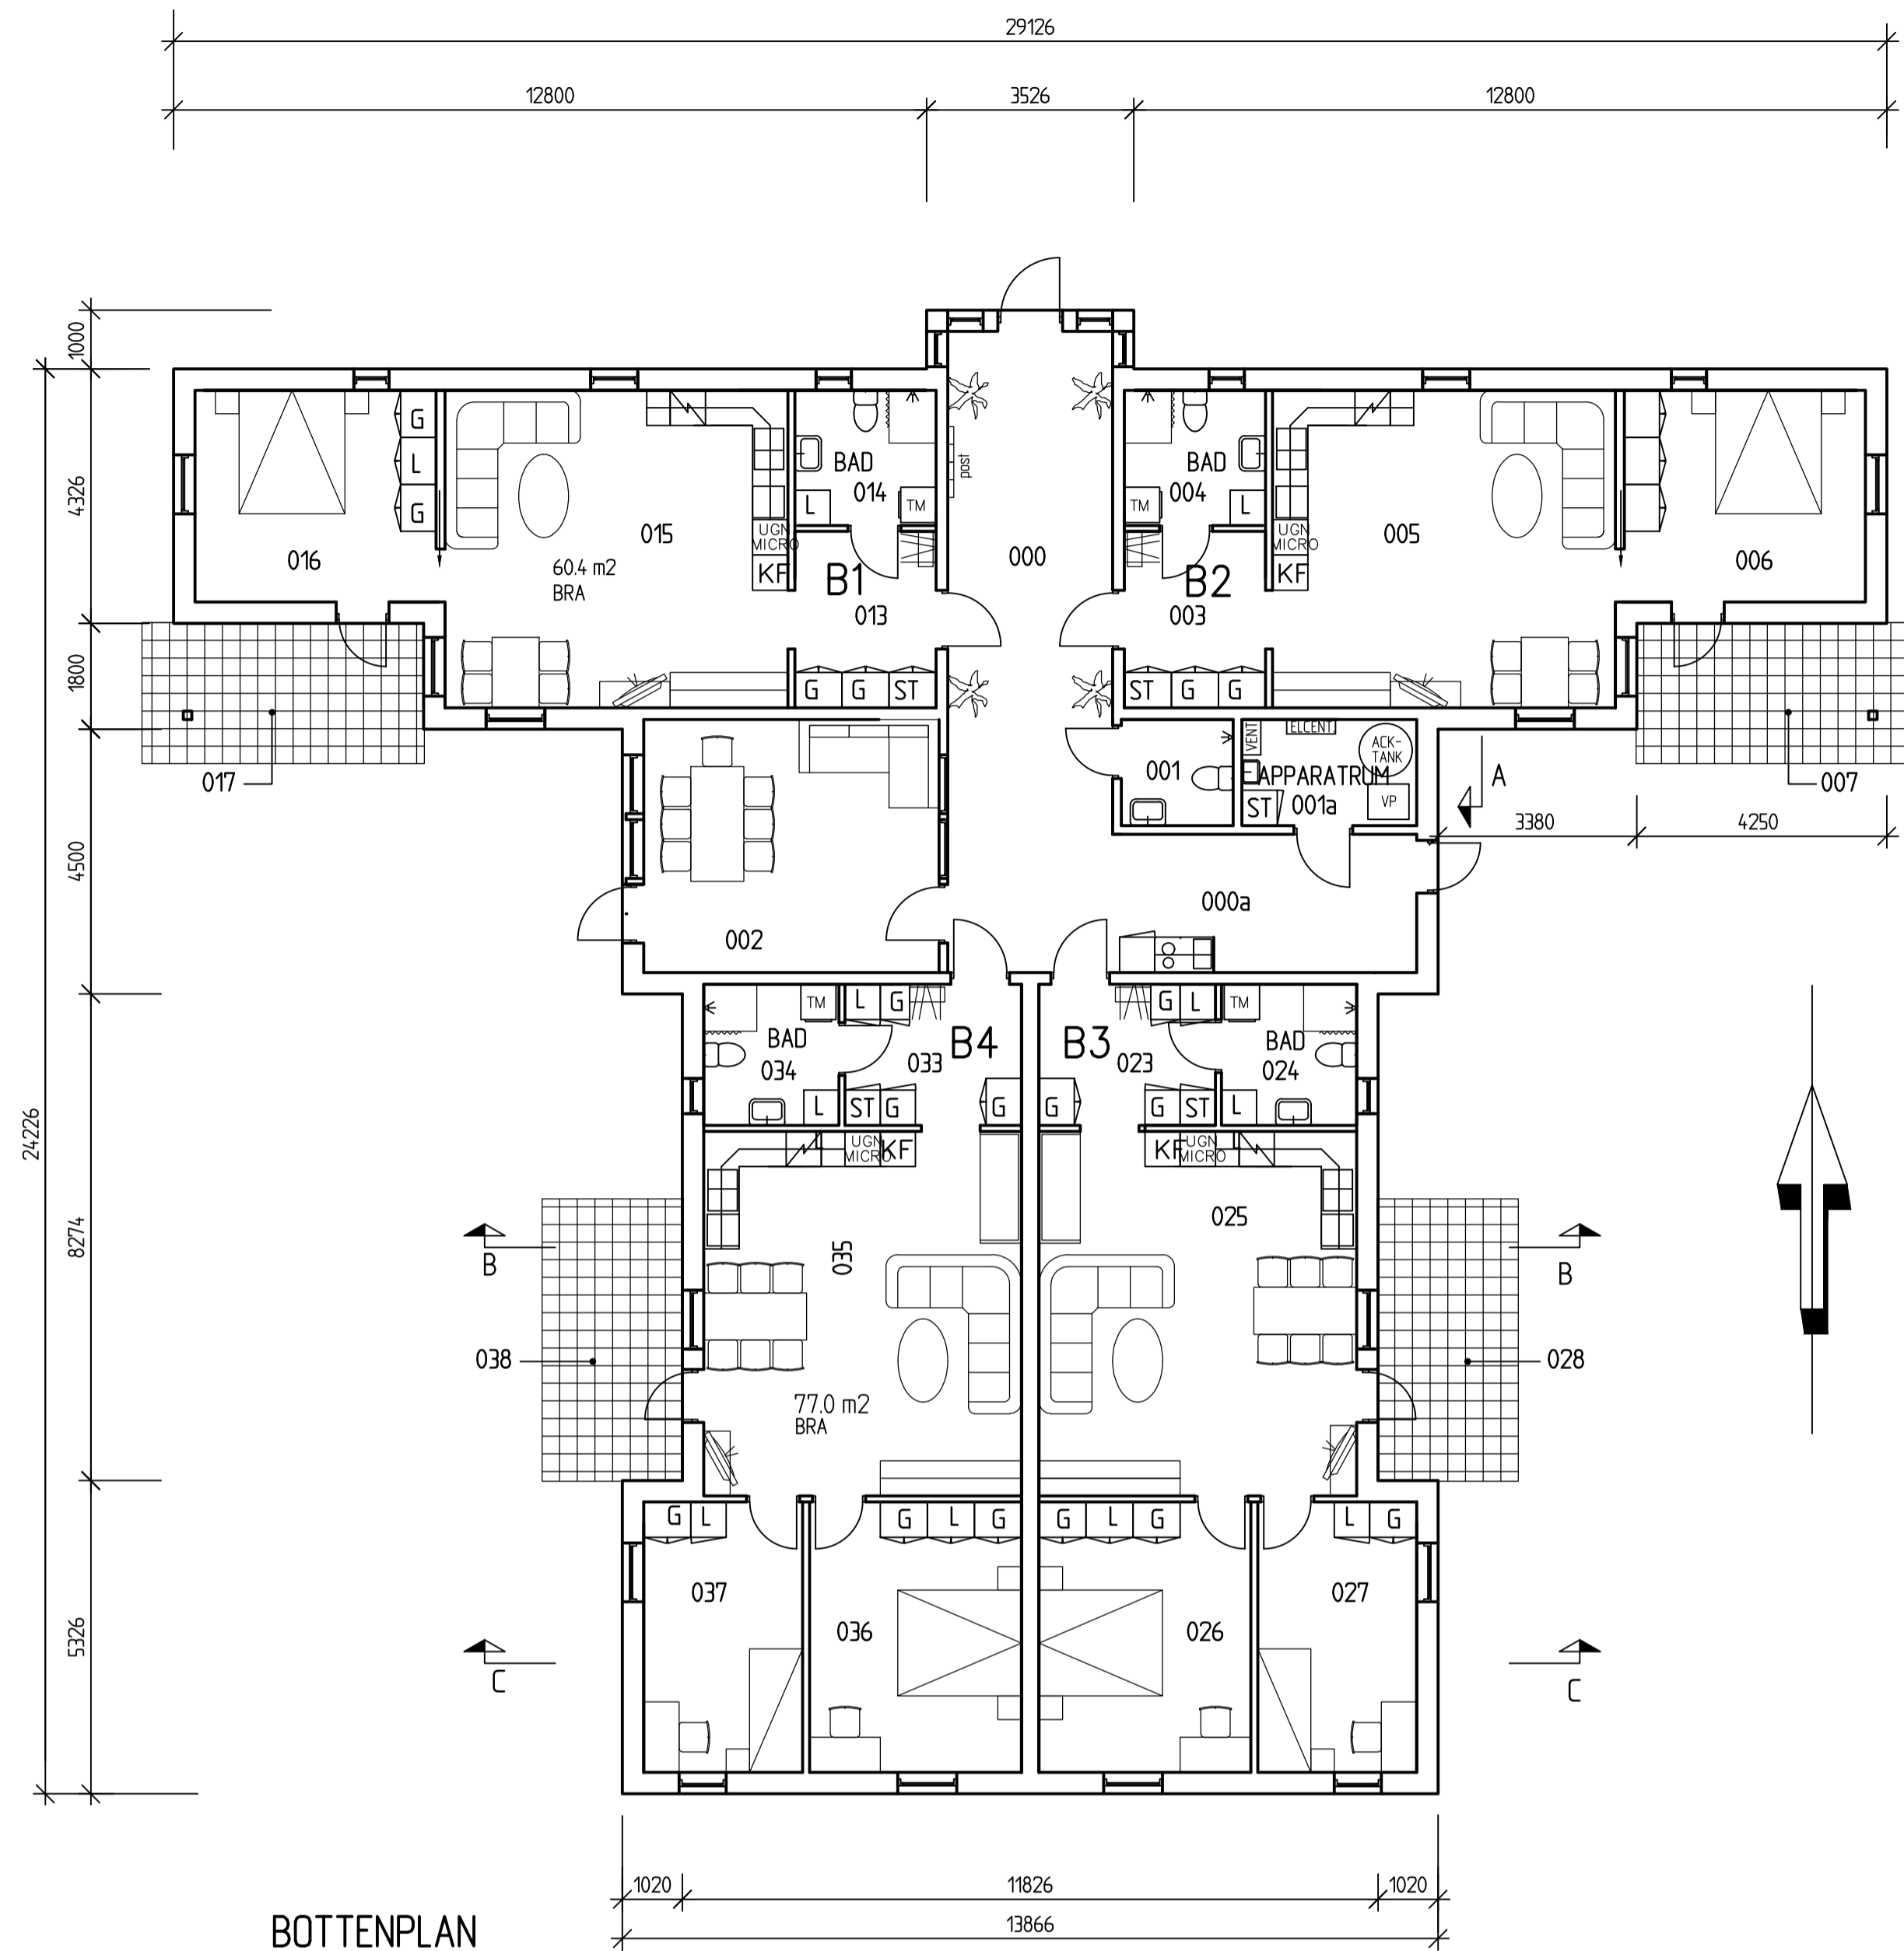 29126
12800
3526
12800
1000
4326
1800
4500
24226
8274
5326
G
L
G
016
015
60.4 m2
BRA
UGN
MICRO
KF
BAD
014
L
TM
B1
013
G
G
ST
post
000
BAD
004
TM
L
B2
003
ST
G
G
UGN
MICRO
KF
005
006
017
002
001
VENT
ELCENT
ACK-
TANK
APPARATRUM
001a
ST
VP
A
007
3380
4250
000a
TM
L
G
BAD
034
033
B4
L
ST
G
G
UGN
MICRO
KF
L
B3
023
G
L
TM
BAD
024
G
G
ST
L
KF
UGN
MICRO
L
025
035
B
B
038
028
77.0 m2
BRA
G
L
G
L
G
G
L
G
L
G
037
036
026
027
C
C
1020
11826
1020
13866
BOTTENPLAN